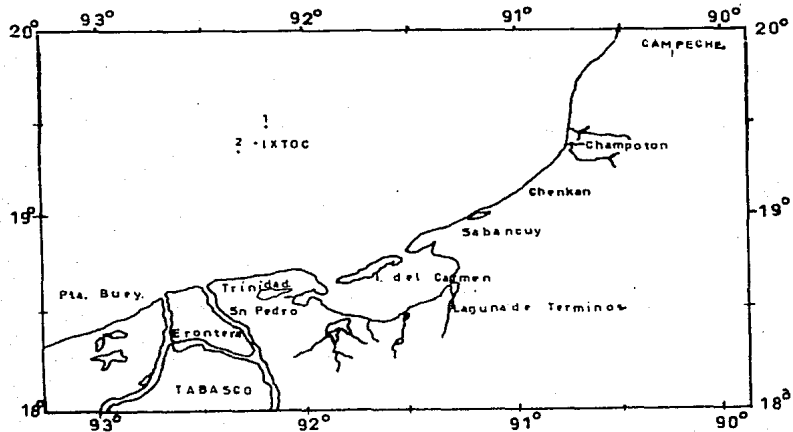 93° 92° 91° 90°
20° 20°
CAMPECHE
1
2 IXTOC
Champoton
Chenkan
19° 19°
Sabancuy
I. del Carmen
Trinidad
Pta. Buey.
Sn Pedro
Laguna de Terminos
Frontera
TABASCO
18° 18°
93° 92° 91° 90°